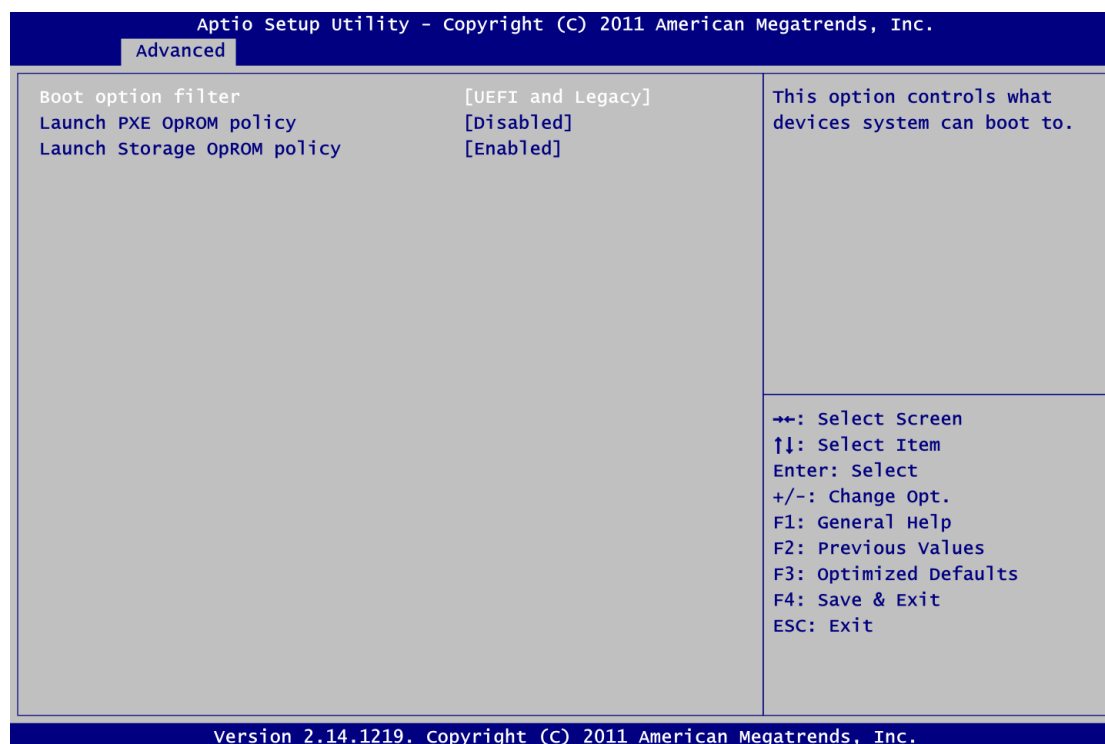 Aptio Setup Utility – Copyright (C) 2011 American Megatrends, Inc.
Advanced
Boot option filter [UEFI and Legacy]
Launch PXE OpROM policy [Disabled]
Launch Storage OpROM policy [Enabled]
This option controls what
devices system can boot to.
→←: Select Screen
↑↓: Select Item
Enter: Select
+/-: Change Opt.
F1: General Help
F2: Previous Values
F3: Optimized Defaults
F4: Save & Exit
ESC: Exit
Version 2.14.1219. Copyright (C) 2011 American Megatrends, Inc.